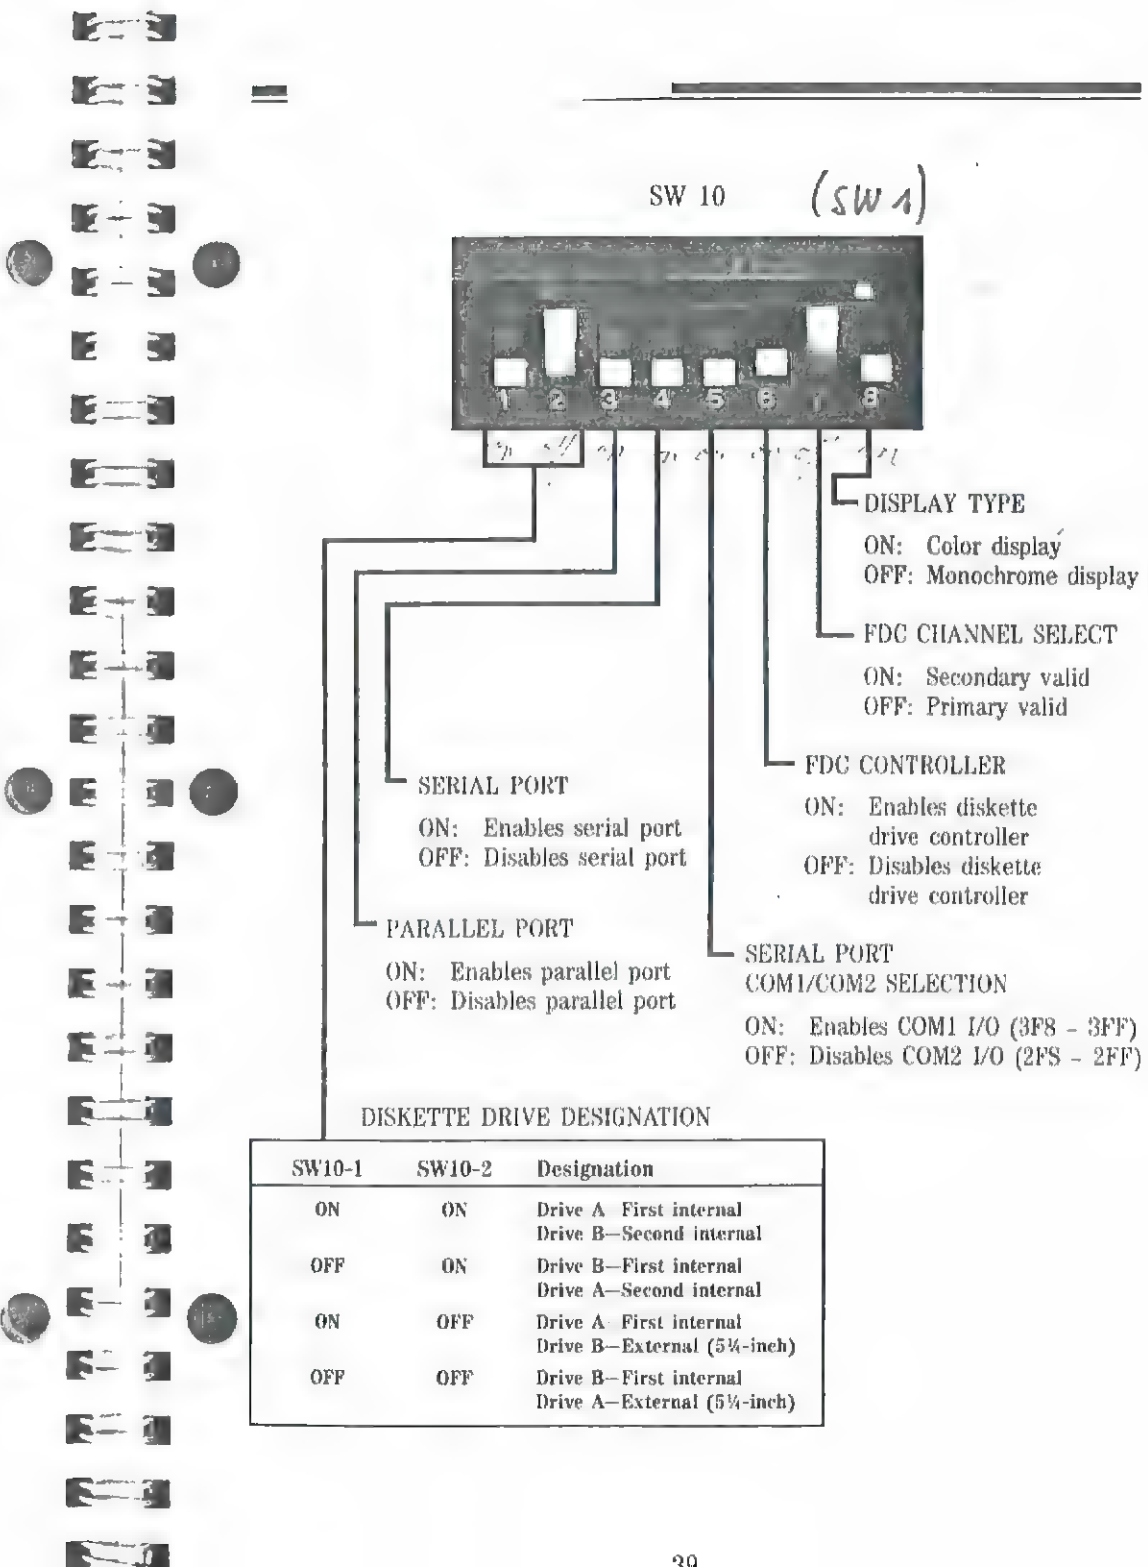 SW 10 (SW 1)
1 2 3 4 5 6 7 8
DISPLAY TYPE
ON: Color display
OFF: Monochrome display
FDC CHANNEL SELECT
ON: Secondary valid
OFF: Primary valid
FDC CONTROLLER
ON: Enables diskette
drive controller
OFF: Disables diskette
drive controller
SERIAL PORT
ON: Enables serial port
OFF: Disables serial port
PARALLEL PORT
ON: Enables parallel port
OFF: Disables parallel port
SERIAL PORT
COM1/COM2 SELECTION
ON: Enables COM1 I/O (3F8 - 3FF)
OFF: Disables COM2 I/O (2F8 - 2FF)
DISKETTE DRIVE DESIGNATION
SW10-1 SW10-2 Designation
ON ON Drive A First internal
Drive B—Second internal
OFF ON Drive B—First internal
Drive A—Second internal
ON OFF Drive A First internal
Drive B—External (5¼-inch)
OFF OFF Drive B—First internal
Drive A—External (5¼-inch)
39